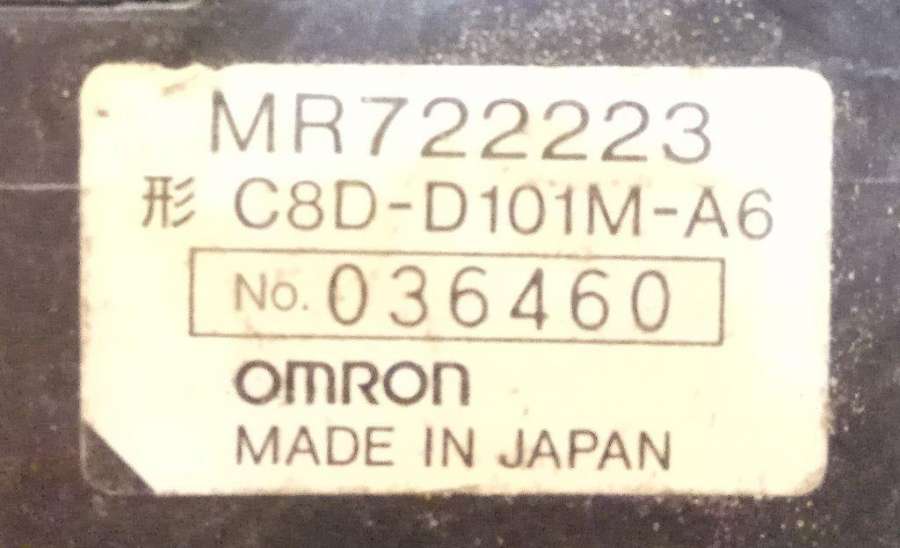 MR722223
形 C8D-D101M-A6
No. 036460
OMRON
MADE IN JAPAN